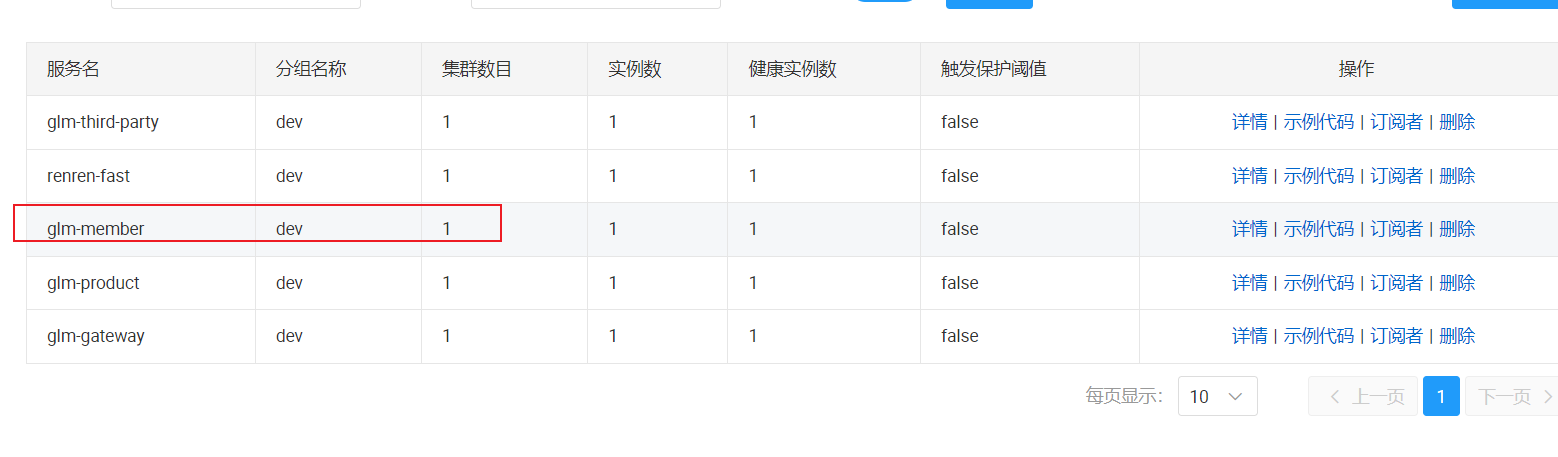 服务名 分组名称 集群数目 实例数 健康实例数 触发保护阈值 操作
glm-third-party dev 1 1 1 false 详情 | 示例代码 | 订阅者 | 删除
renren-fast dev 1 1 1 false 详情 | 示例代码 | 订阅者 | 删除
glm-member dev 1 1 1 false 详情 | 示例代码 | 订阅者 | 删除
glm-product dev 1 1 1 false 详情 | 示例代码 | 订阅者 | 删除
glm-gateway dev 1 1 1 false 详情 | 示例代码 | 订阅者 | 删除
每页显示: 10 上一页 1 下一页